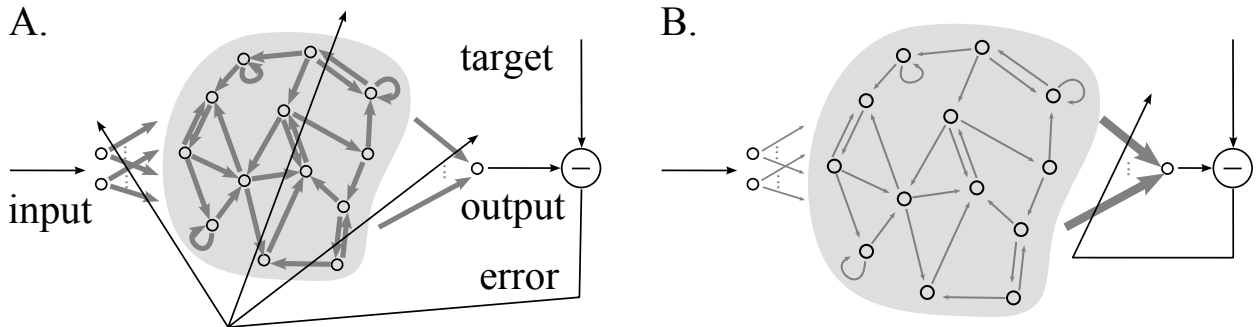 A.
B.
target
input
output
error